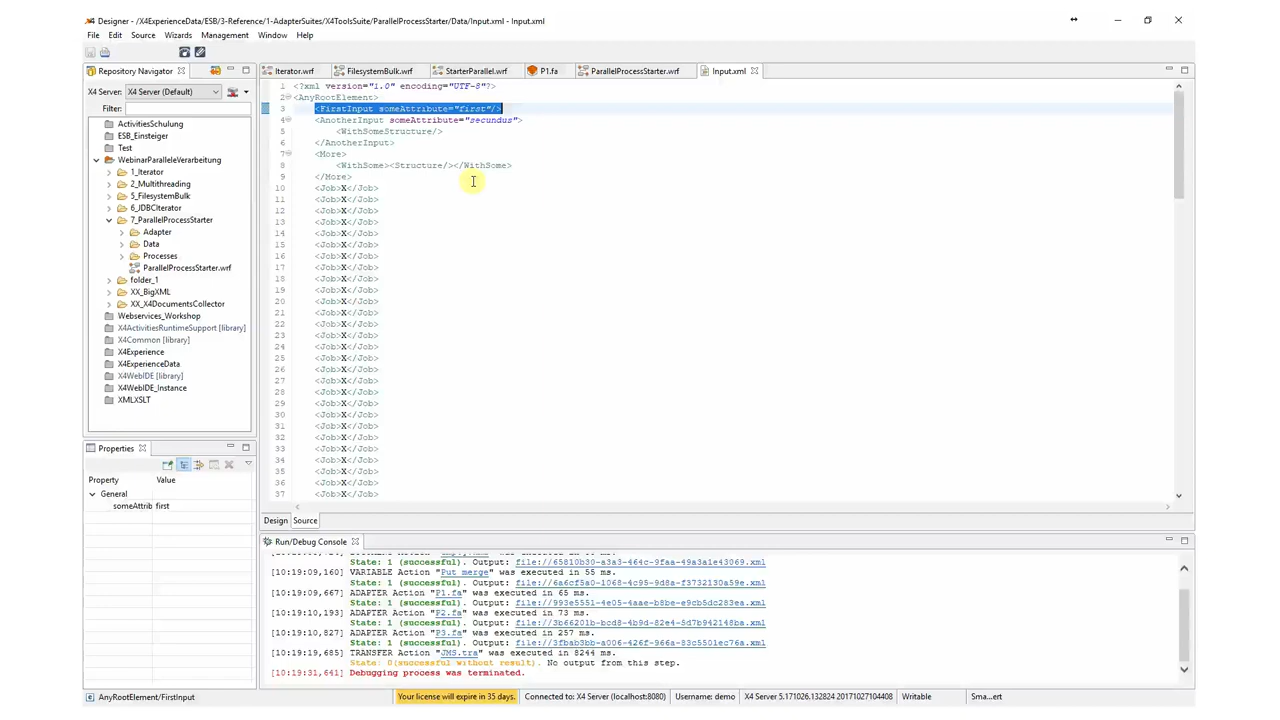 X4 Designer - /X4ExperienceData/ESB/3-Reference/1-AdapterSuites/X4ToolsSuite/ParallelProcessStarter/Data/Input.xml - Input.xml
File Edit Source Wizards Management Window Help
Repository Navigator
X4 Server: X4 Server (Default)
Filter:
ActivitiesSchulung
ESB_Einsteiger
Test
WebinarParalleleVerarbeitung
1_Iterator
2_Multithreading
5_FilesystemBulk
6_JDBCIterator
7_ParallelProcessStarter
Adapter
Data
Processes
ParallelProcessStarter.wrf
folder_1
XX_BigXML
XX_X4DocumentsCollector
Webservices_Workshop
X4ActivitiesRuntimeSupport [library]
X4Common [library]
X4Experience
X4ExperienceData
X4WebIDE [library]
X4WebIDE_Instance
XMLXSLT
Properties
Property Value
General
someAttrib first
Iterator.wrf FilesystemBulk.wrf StarterParallel.wrf P1.fa ParallelProcessStarter.wrf Input.xml
1 <?xml version="1.0" encoding="UTF-8"?>
2 <AnyRootElement>
3 <FirstInput someAttribute="first"/>
4 <AnotherInput someAttribute="secundus">
5 <WithSomeStructure/>
6 </AnotherInput>
7 <More>
8 <WithSome><Structure/></WithSome>
9 </More>
10 <Job>X</Job>
11 <Job>X</Job>
12 <Job>X</Job>
13 <Job>X</Job>
14 <Job>X</Job>
15 <Job>X</Job>
16 <Job>X</Job>
17 <Job>X</Job>
18 <Job>X</Job>
19 <Job>X</Job>
20 <Job>X</Job>
21 <Job>X</Job>
22 <Job>X</Job>
23 <Job>X</Job>
24 <Job>X</Job>
25 <Job>X</Job>
26 <Job>X</Job>
27 <Job>X</Job>
28 <Job>X</Job>
29 <Job>X</Job>
30 <Job>X</Job>
31 <Job>X</Job>
32 <Job>X</Job>
33 <Job>X</Job>
34 <Job>X</Job>
35 <Job>X</Job>
36 <Job>X</Job>
37 <Job>X</Job>
Design Source
Run/Debug Console
State: 1 (successful). Output: file://65810b30-a3a3-464c-9faa-49a3a1e43069.xml
[10:19:09,160] VARIABLE Action "Put merge" was executed in 55 ms.
State: 1 (successful). Output: file://6a6cf5a0-1068-4c95-9d8a-f3732130a59e.xml
[10:19:09,667] ADAPTER Action "P1.fa" was executed in 65 ms.
State: 1 (successful). Output: file://993e5551-4e05-4aae-b8be-e9cb5dc283ea.xml
[10:19:10,193] ADAPTER Action "P2.fa" was executed in 73 ms.
State: 1 (successful). Output: file://3b66201b-bcd8-4b9d-82e4-5d7b942148ba.xml
[10:19:10,827] ADAPTER Action "P3.fa" was executed in 257 ms.
State: 1 (successful). Output: file://3fbab3bb-a006-426f-966a-83c5501ec76a.xml
[10:19:19,685] TRANSFER Action "JMS.tra" was executed in 8244 ms.
State: 0(successful without result). No output from this step.
[10:19:31,641] Debugging process was terminated.
AnyRootElement/FirstInput Your license will expire in 35 days. Connected to: X4 Server (localhost:8080) Username: demo X4 Server 5.171026.132824 20171027104408 Writable Sma...ert